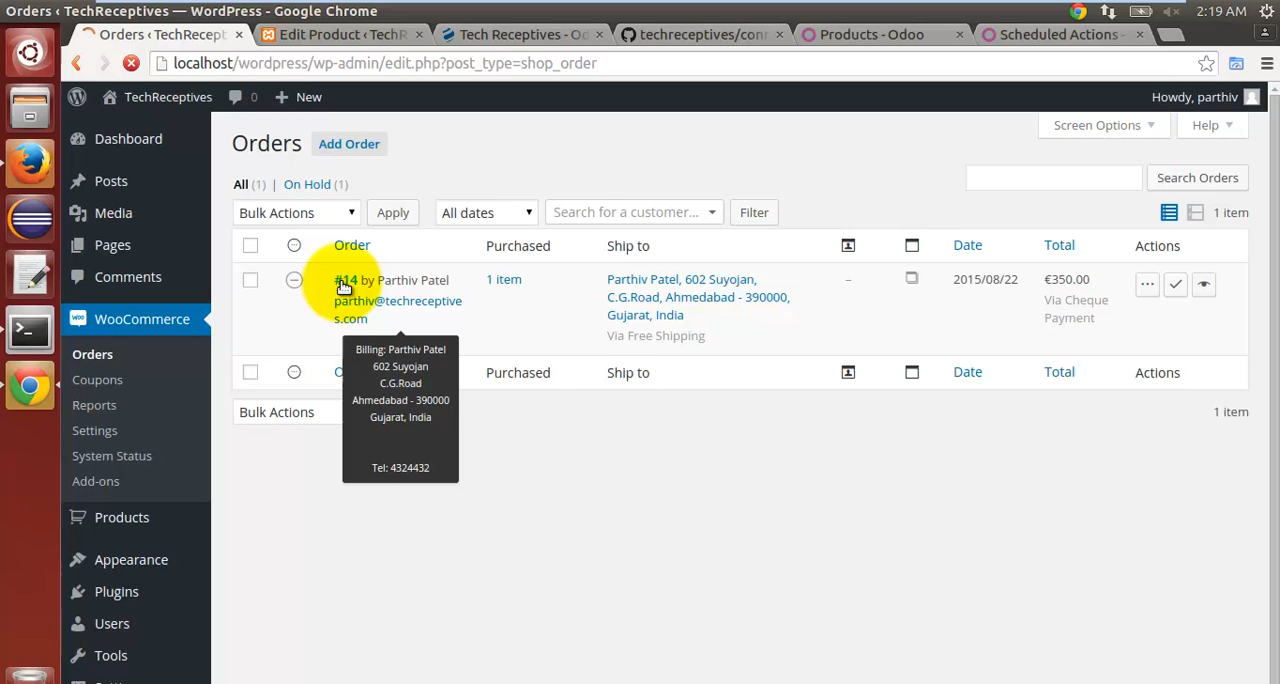 Orders ‹ TechReceptives — WordPress - Google Chrome
2:19 AM
Orders ‹ TechRecept
Edit Product ‹ TechR
Tech Receptives - Od
techreceptives/conn
Products - Odoo
Scheduled Actions -
localhost/wordpress/wp-admin/edit.php?post_type=shop_order
TechReceptives
0
New
Howdy, parthiv
Dashboard
Posts
Media
Pages
Comments
WooCommerce
Orders
Coupons
Reports
Settings
System Status
Add-ons
Products
Appearance
Plugins
Users
Tools
Screen Options
Help
Orders
Add Order
All (1) | On Hold (1)
Search Orders
Bulk Actions
Apply
All dates
Search for a customer...
Filter
1 item
Order
Purchased
Ship to
Date
Total
Actions
#14 by Parthiv Patel
parthiv@techreceptive
s.com
1 item
Parthiv Patel, 602 Suyojan,
C.G.Road, Ahmedabad - 390000,
Gujarat, India
Via Free Shipping
–
2015/08/22
€350.00
Via Cheque
Payment
Billing: Parthiv Patel
602 Suyojan
C.G.Road
Ahmedabad - 390000
Gujarat, India
Tel: 4324432
Purchased
Ship to
Date
Total
Actions
Bulk Actions
1 item